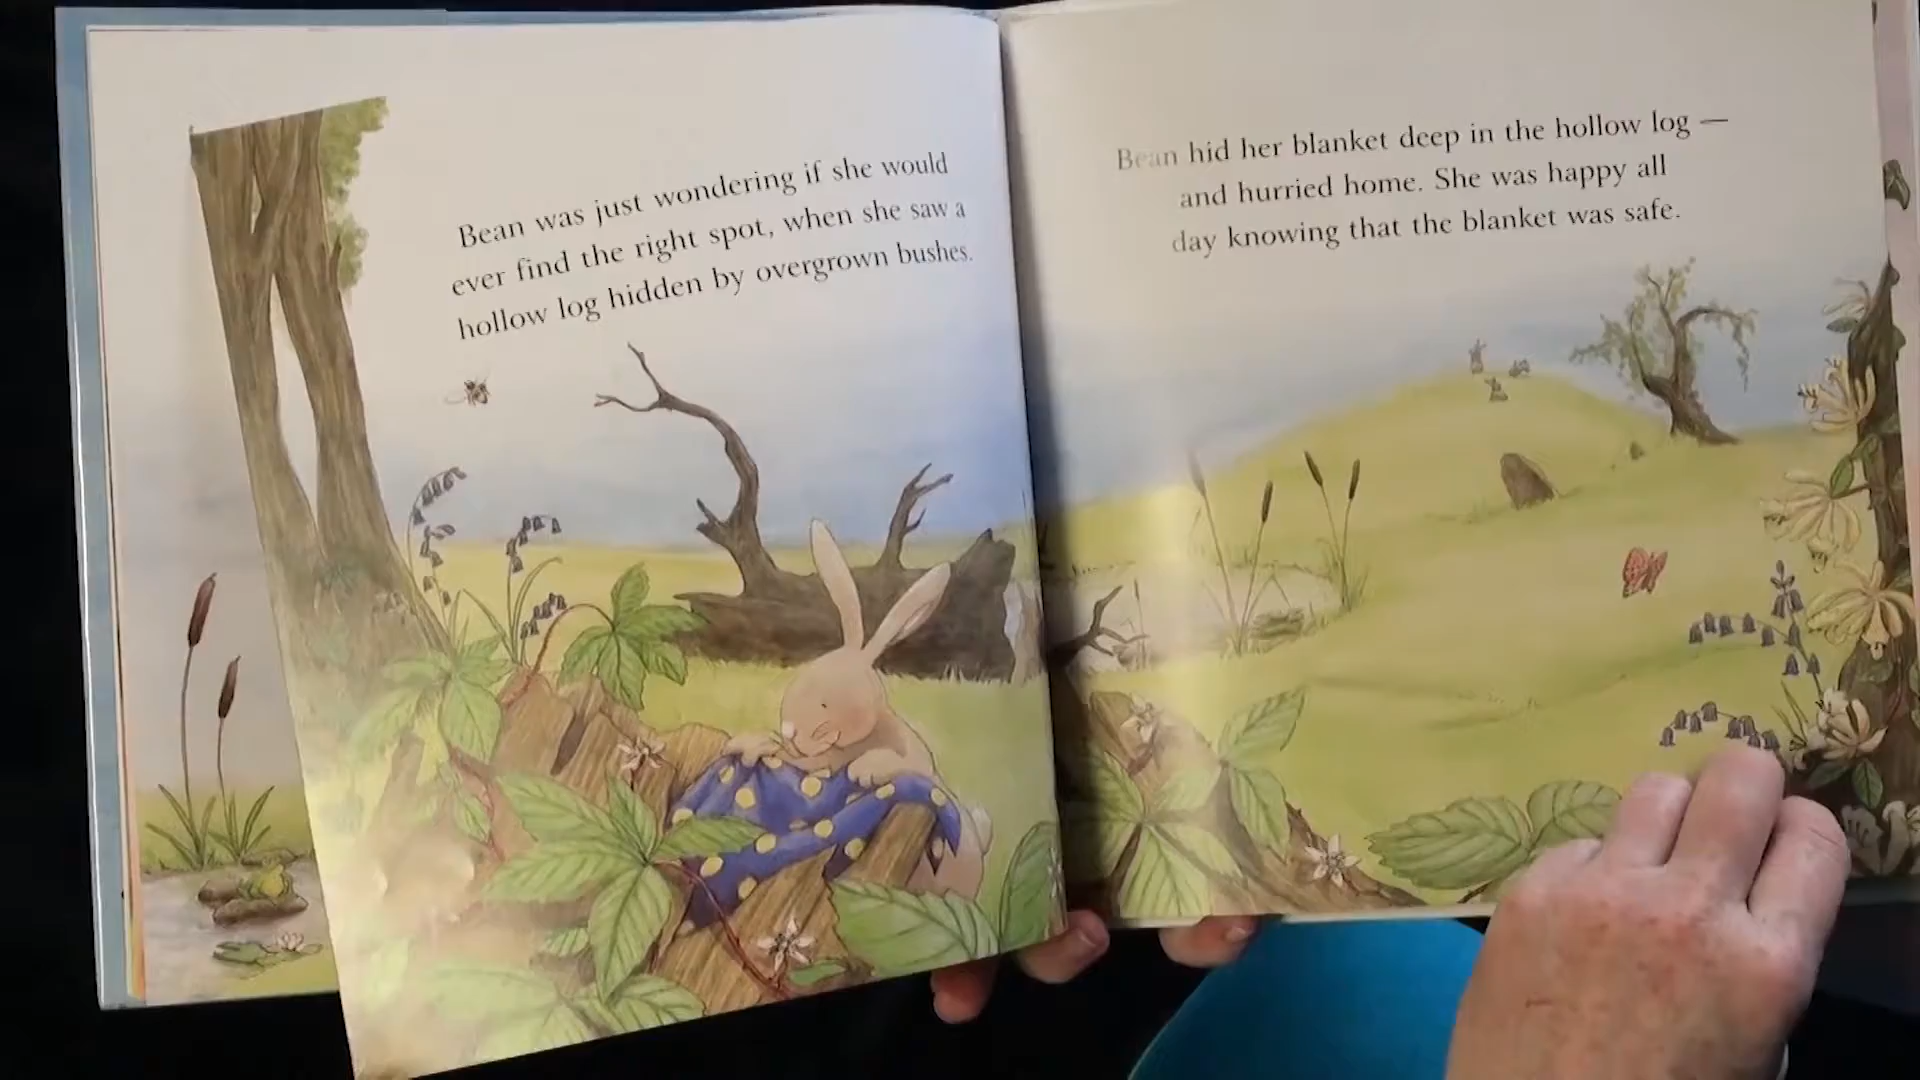 Bean was just wondering if she would
ever find the right spot, when she saw a
hollow log hidden by overgrown bushes.
Bean hid her blanket deep in the hollow log —
and hurried home. She was happy all
day knowing that the blanket was safe.